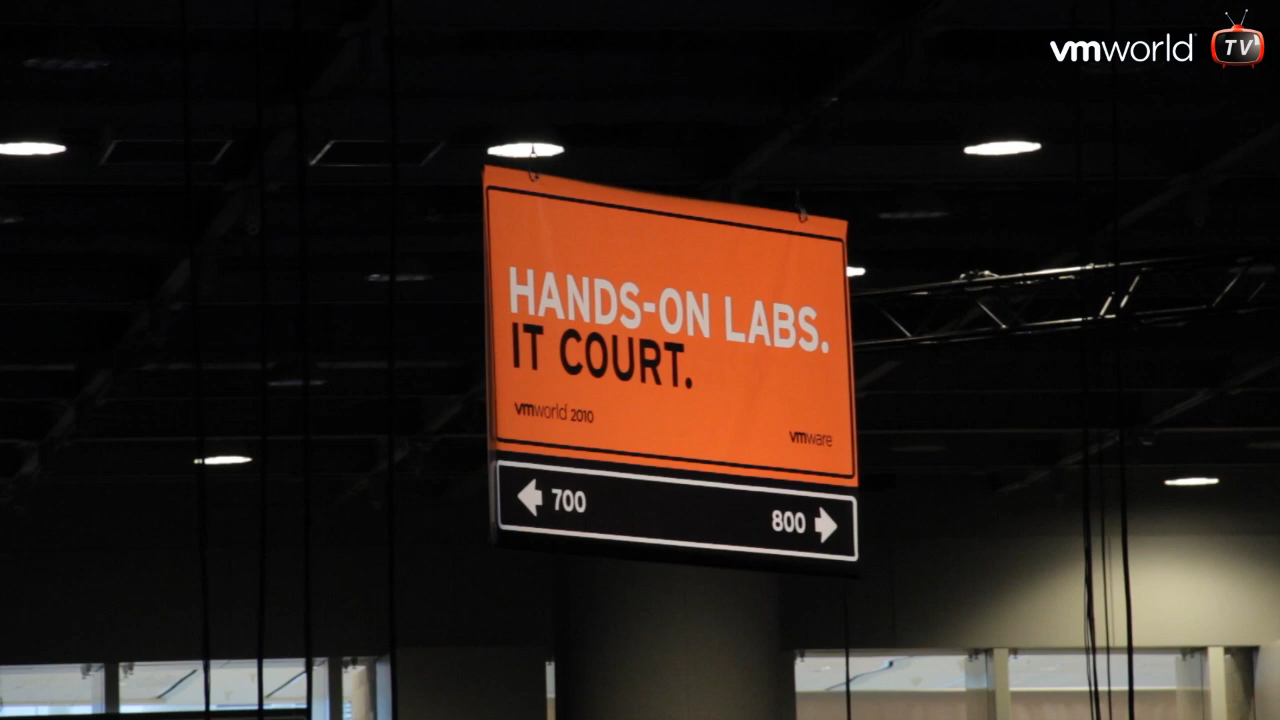 vmworld TV
HANDS-ON LABS.
IT COURT.
vmworld 2010
vmware
700
800